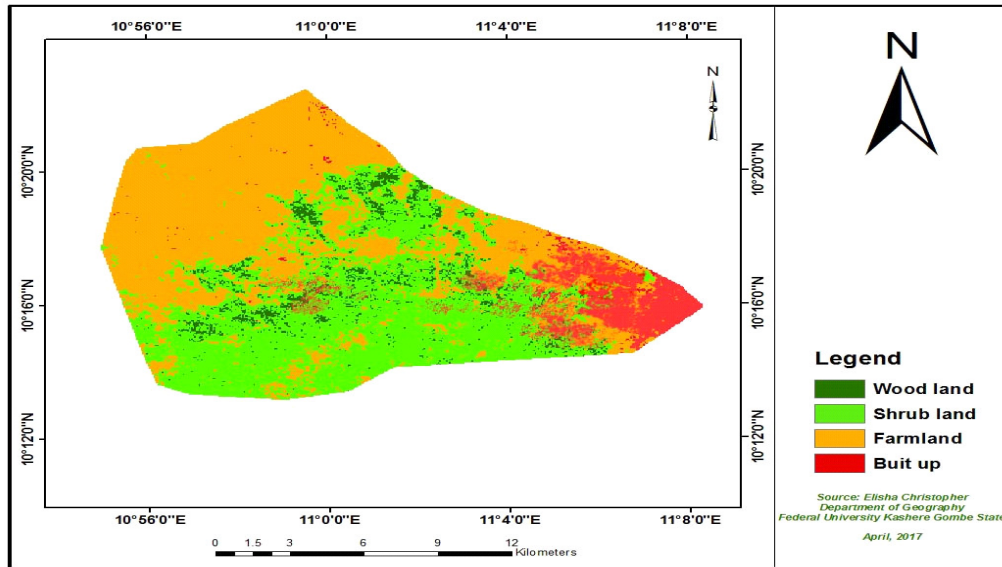 10°56'0"E 11°0'0"E 11°4'0"E 11°8'0"E
N
N
10°20'0"N
10°20'0"N
10°16'0"N
10°16'0"N
10°12'0"N
10°12'0"N
10°56'0"E 11°0'0"E 11°4'0"E 11°8'0"E
0 1.5 3 6 9 12
Kilometers
Legend
Wood land
Shrub land
Farmland
Buit up
Source: Elisha Christopher
Department of Geography
Federal University Kashere Gombe State
April, 2017